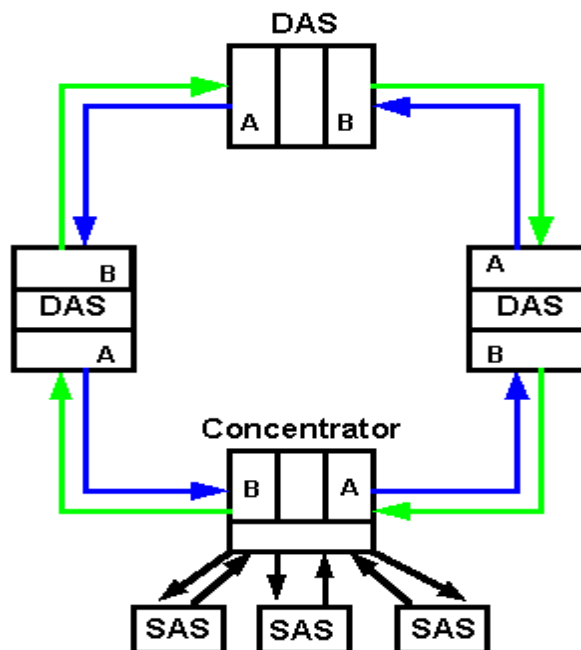 DAS
A B
B A
DAS DAS
A B
Concentrator
B A
SAS SAS SAS